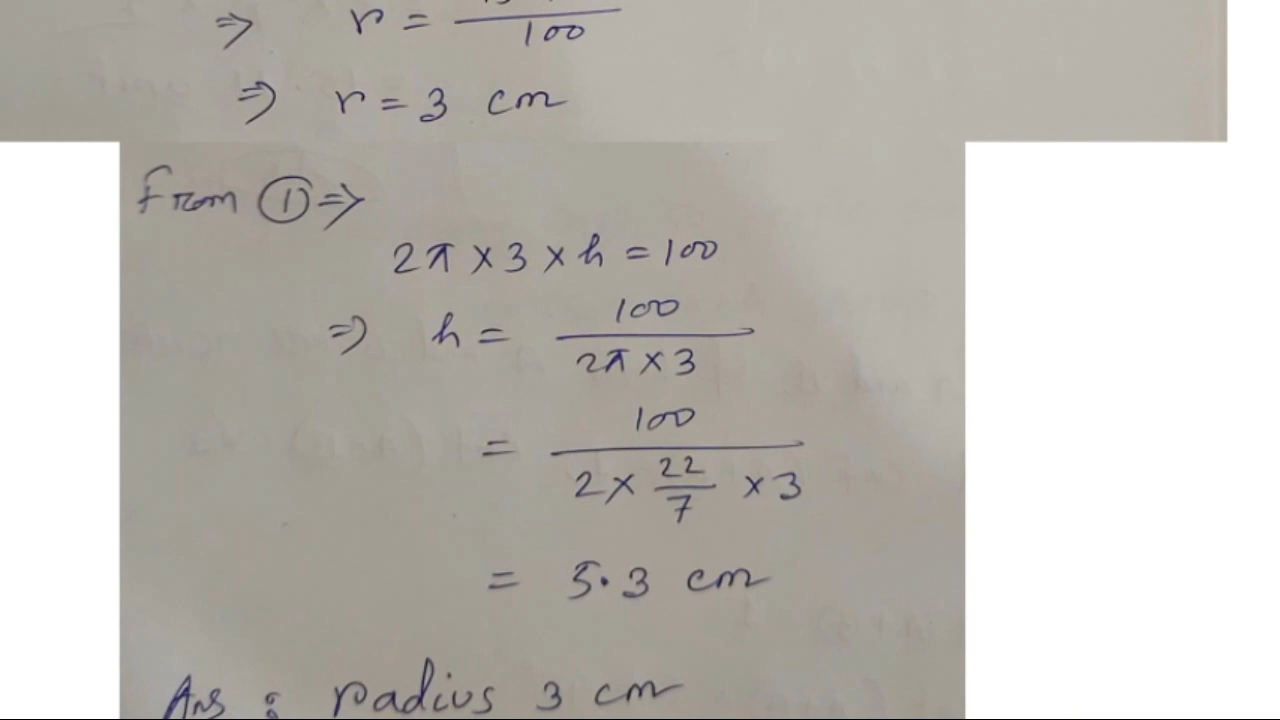 ⇒ r = ― / 100
⇒ r = 3 cm
From ① ⇒
2π × 3 × h = 100
⇒ h = 100 / 2π × 3
= 100 / 2 × 22/7 × 3
= 5.3 cm
Ans : radius 3 cm